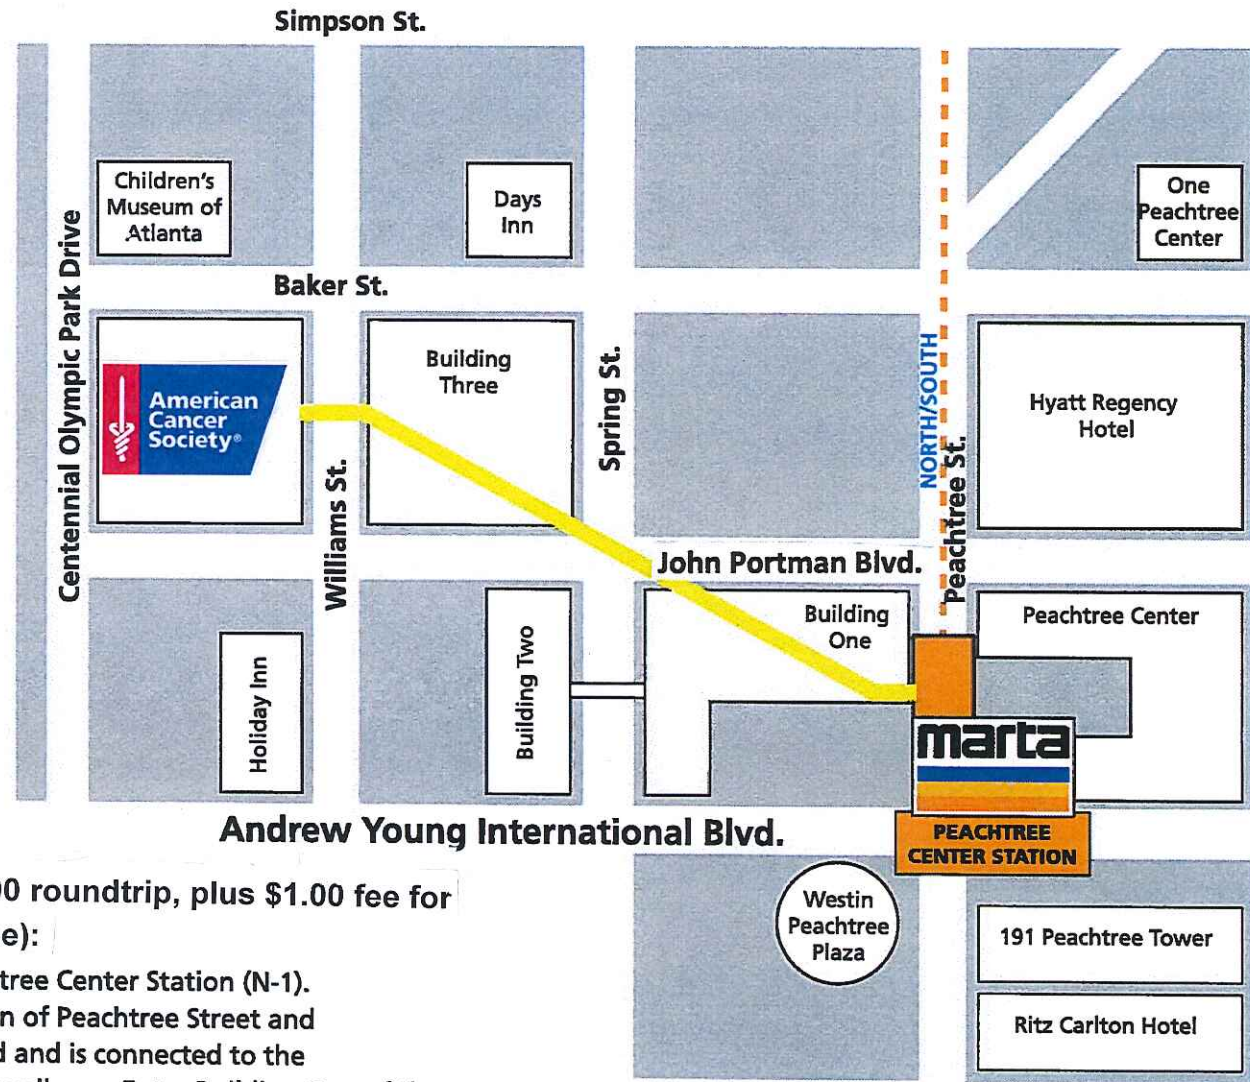 Simpson St.
Children's
Museum of
Atlanta
Days
Inn
One
Peachtree
Center
Centennial Olympic Park Drive
Baker St.
American
Cancer
Society®
Building
Three
Williams St.
Spring St.
NORTH/SOUTH
Peachtree St.
Hyatt Regency
Hotel
John Portman Blvd.
Holiday Inn
Building Two
Building
One
Peachtree Center
marta
PEACHTREE
CENTER STATION
Andrew Young International Blvd.
Westin
Peachtree
Plaza
191 Peachtree Tower
Ritz Carlton Hotel
0 roundtrip, plus $1.00 fee for
e):
tree Center Station (N-1).
n of Peachtree Street and
d and is connected to the